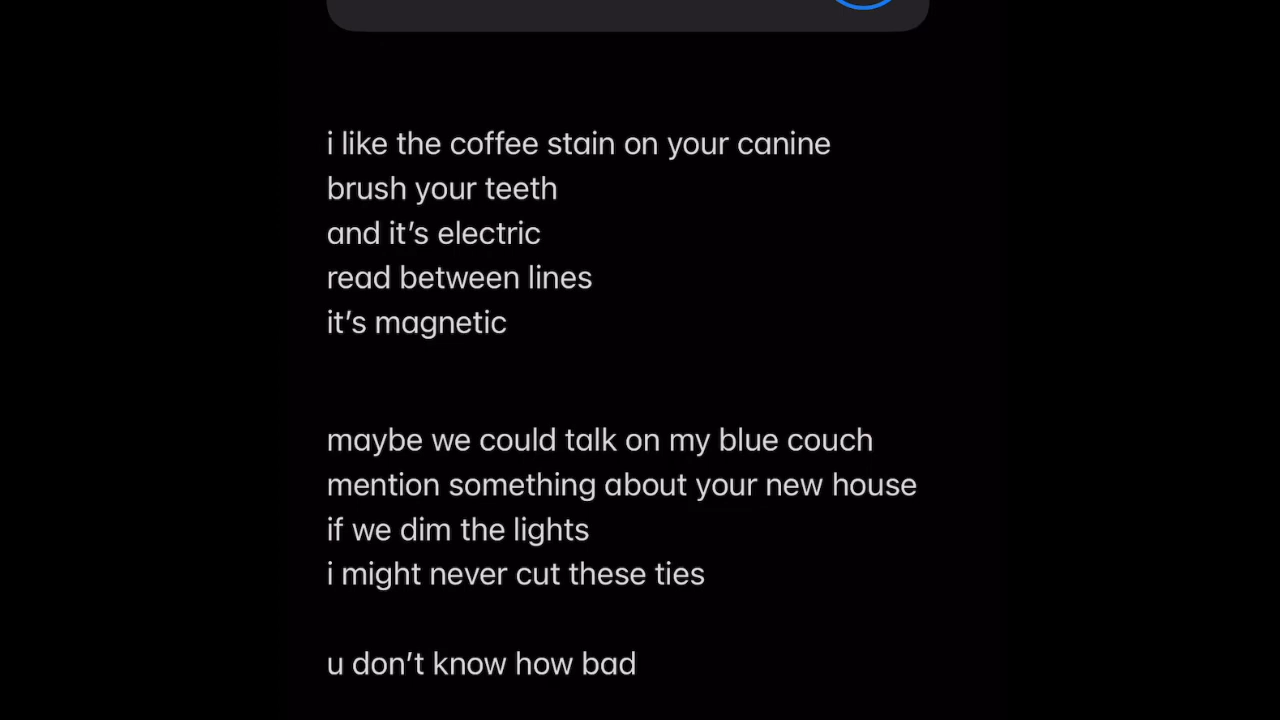 i like the coffee stain on your canine
brush your teeth
and it’s electric
read between lines
it’s magnetic
maybe we could talk on my blue couch
mention something about your new house
if we dim the lights
i might never cut these ties
u don’t know how bad